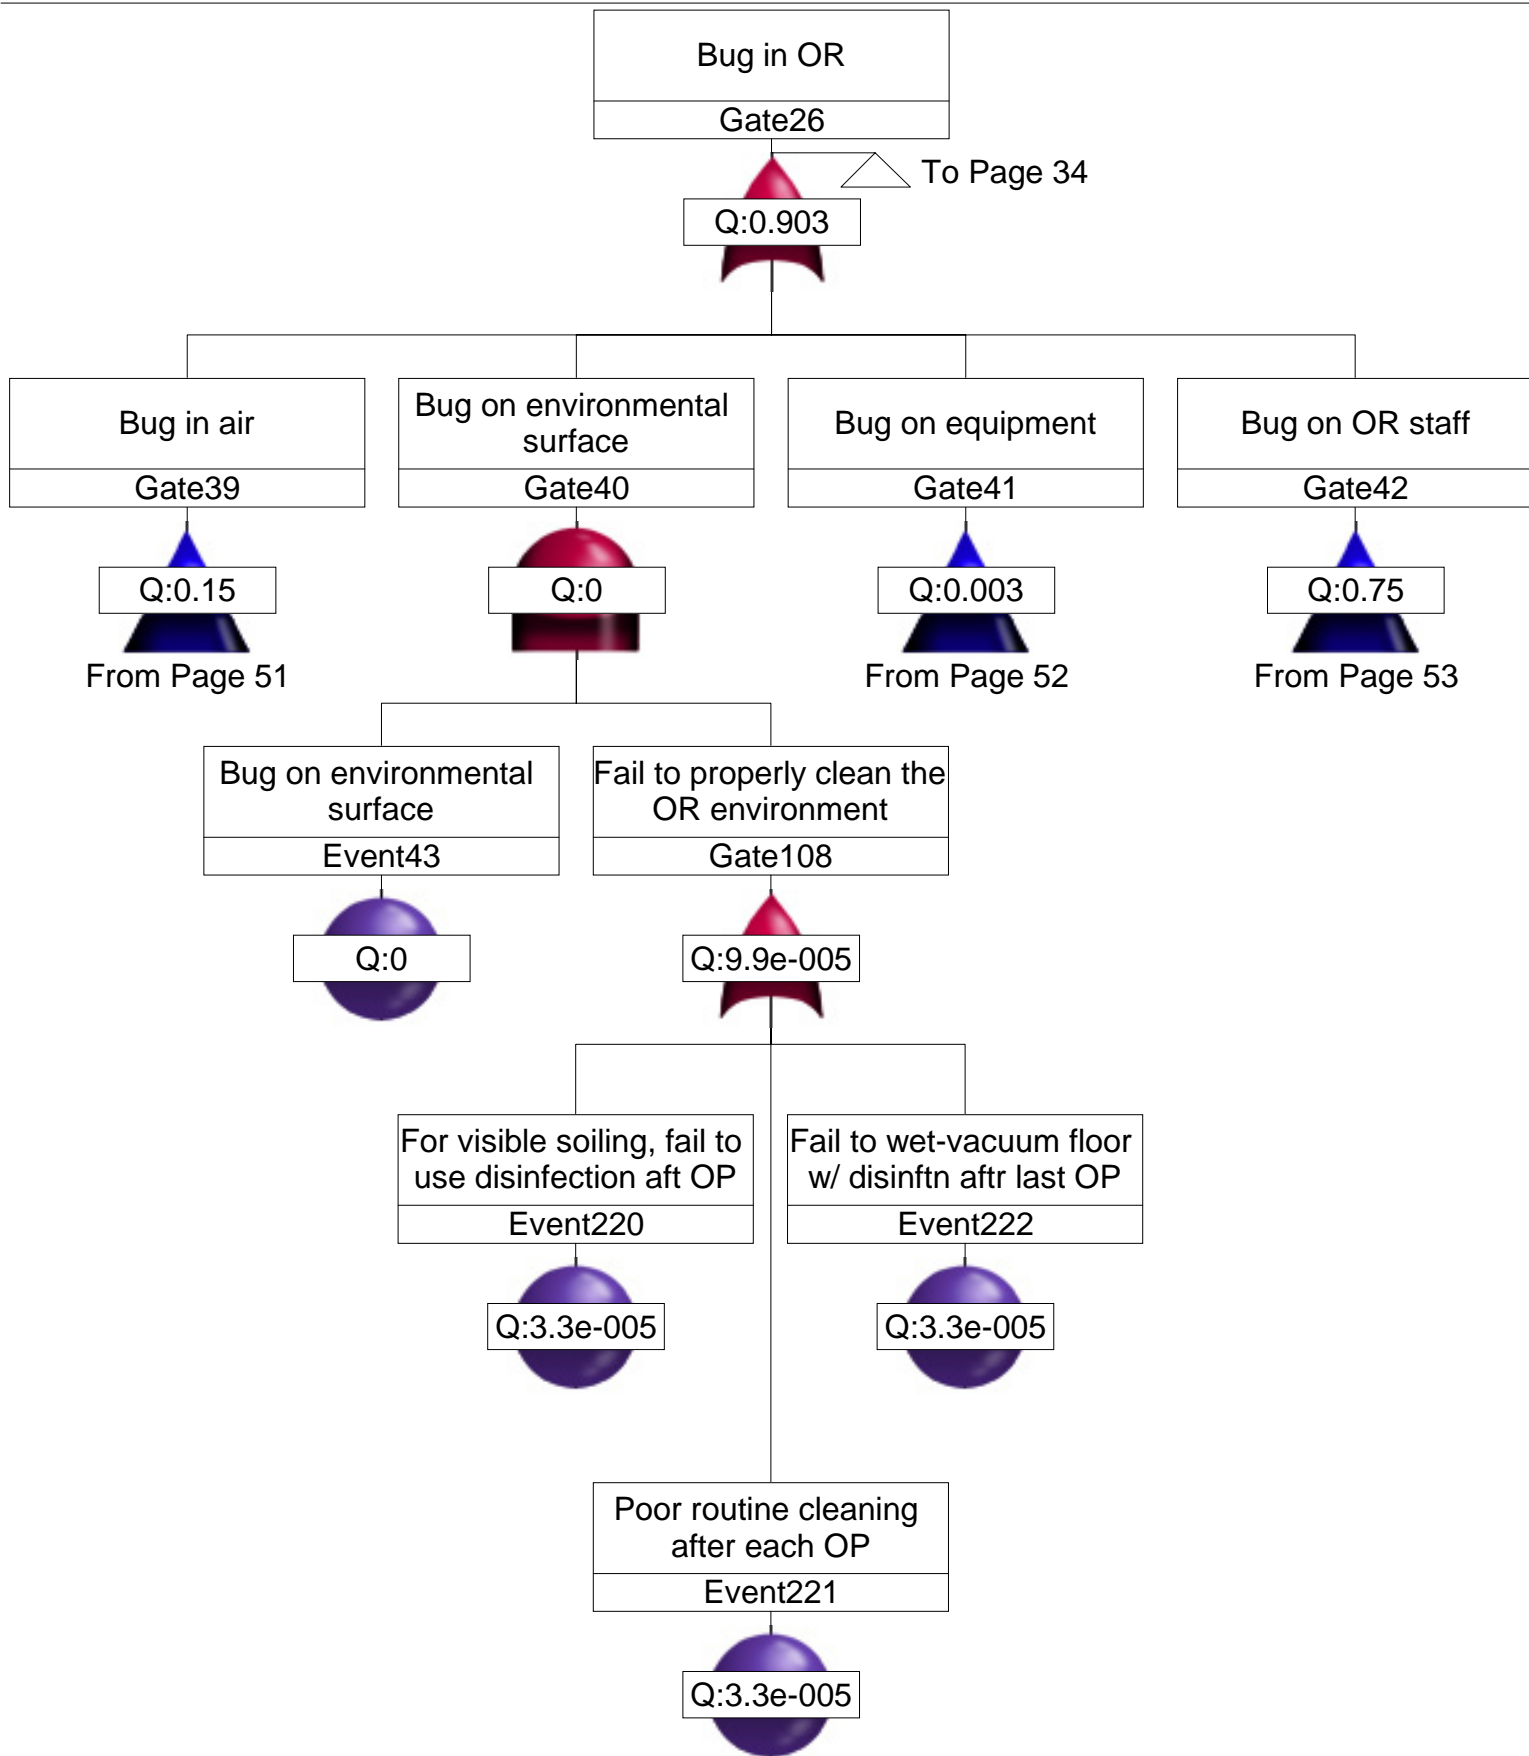 Bug in OR
Gate26
To Page 34
Q:0.903
Bug in air
Gate39
Q:0.15
From Page 51
Bug on environmental
surface
Gate40
Q:0
Bug on equipment
Gate41
Q:0.003
From Page 52
Bug on OR staff
Gate42
Q:0.75
From Page 53
Bug on environmental
surface
Event43
Q:0
Fail to properly clean the
OR environment
Gate108
Q:9.9e-005
For visible soiling, fail to
use disinfection aft OP
Event220
Q:3.3e-005
Fail to wet-vacuum floor
w/ disinftn aftr last OP
Event222
Q:3.3e-005
Poor routine cleaning
after each OP
Event221
Q:3.3e-005